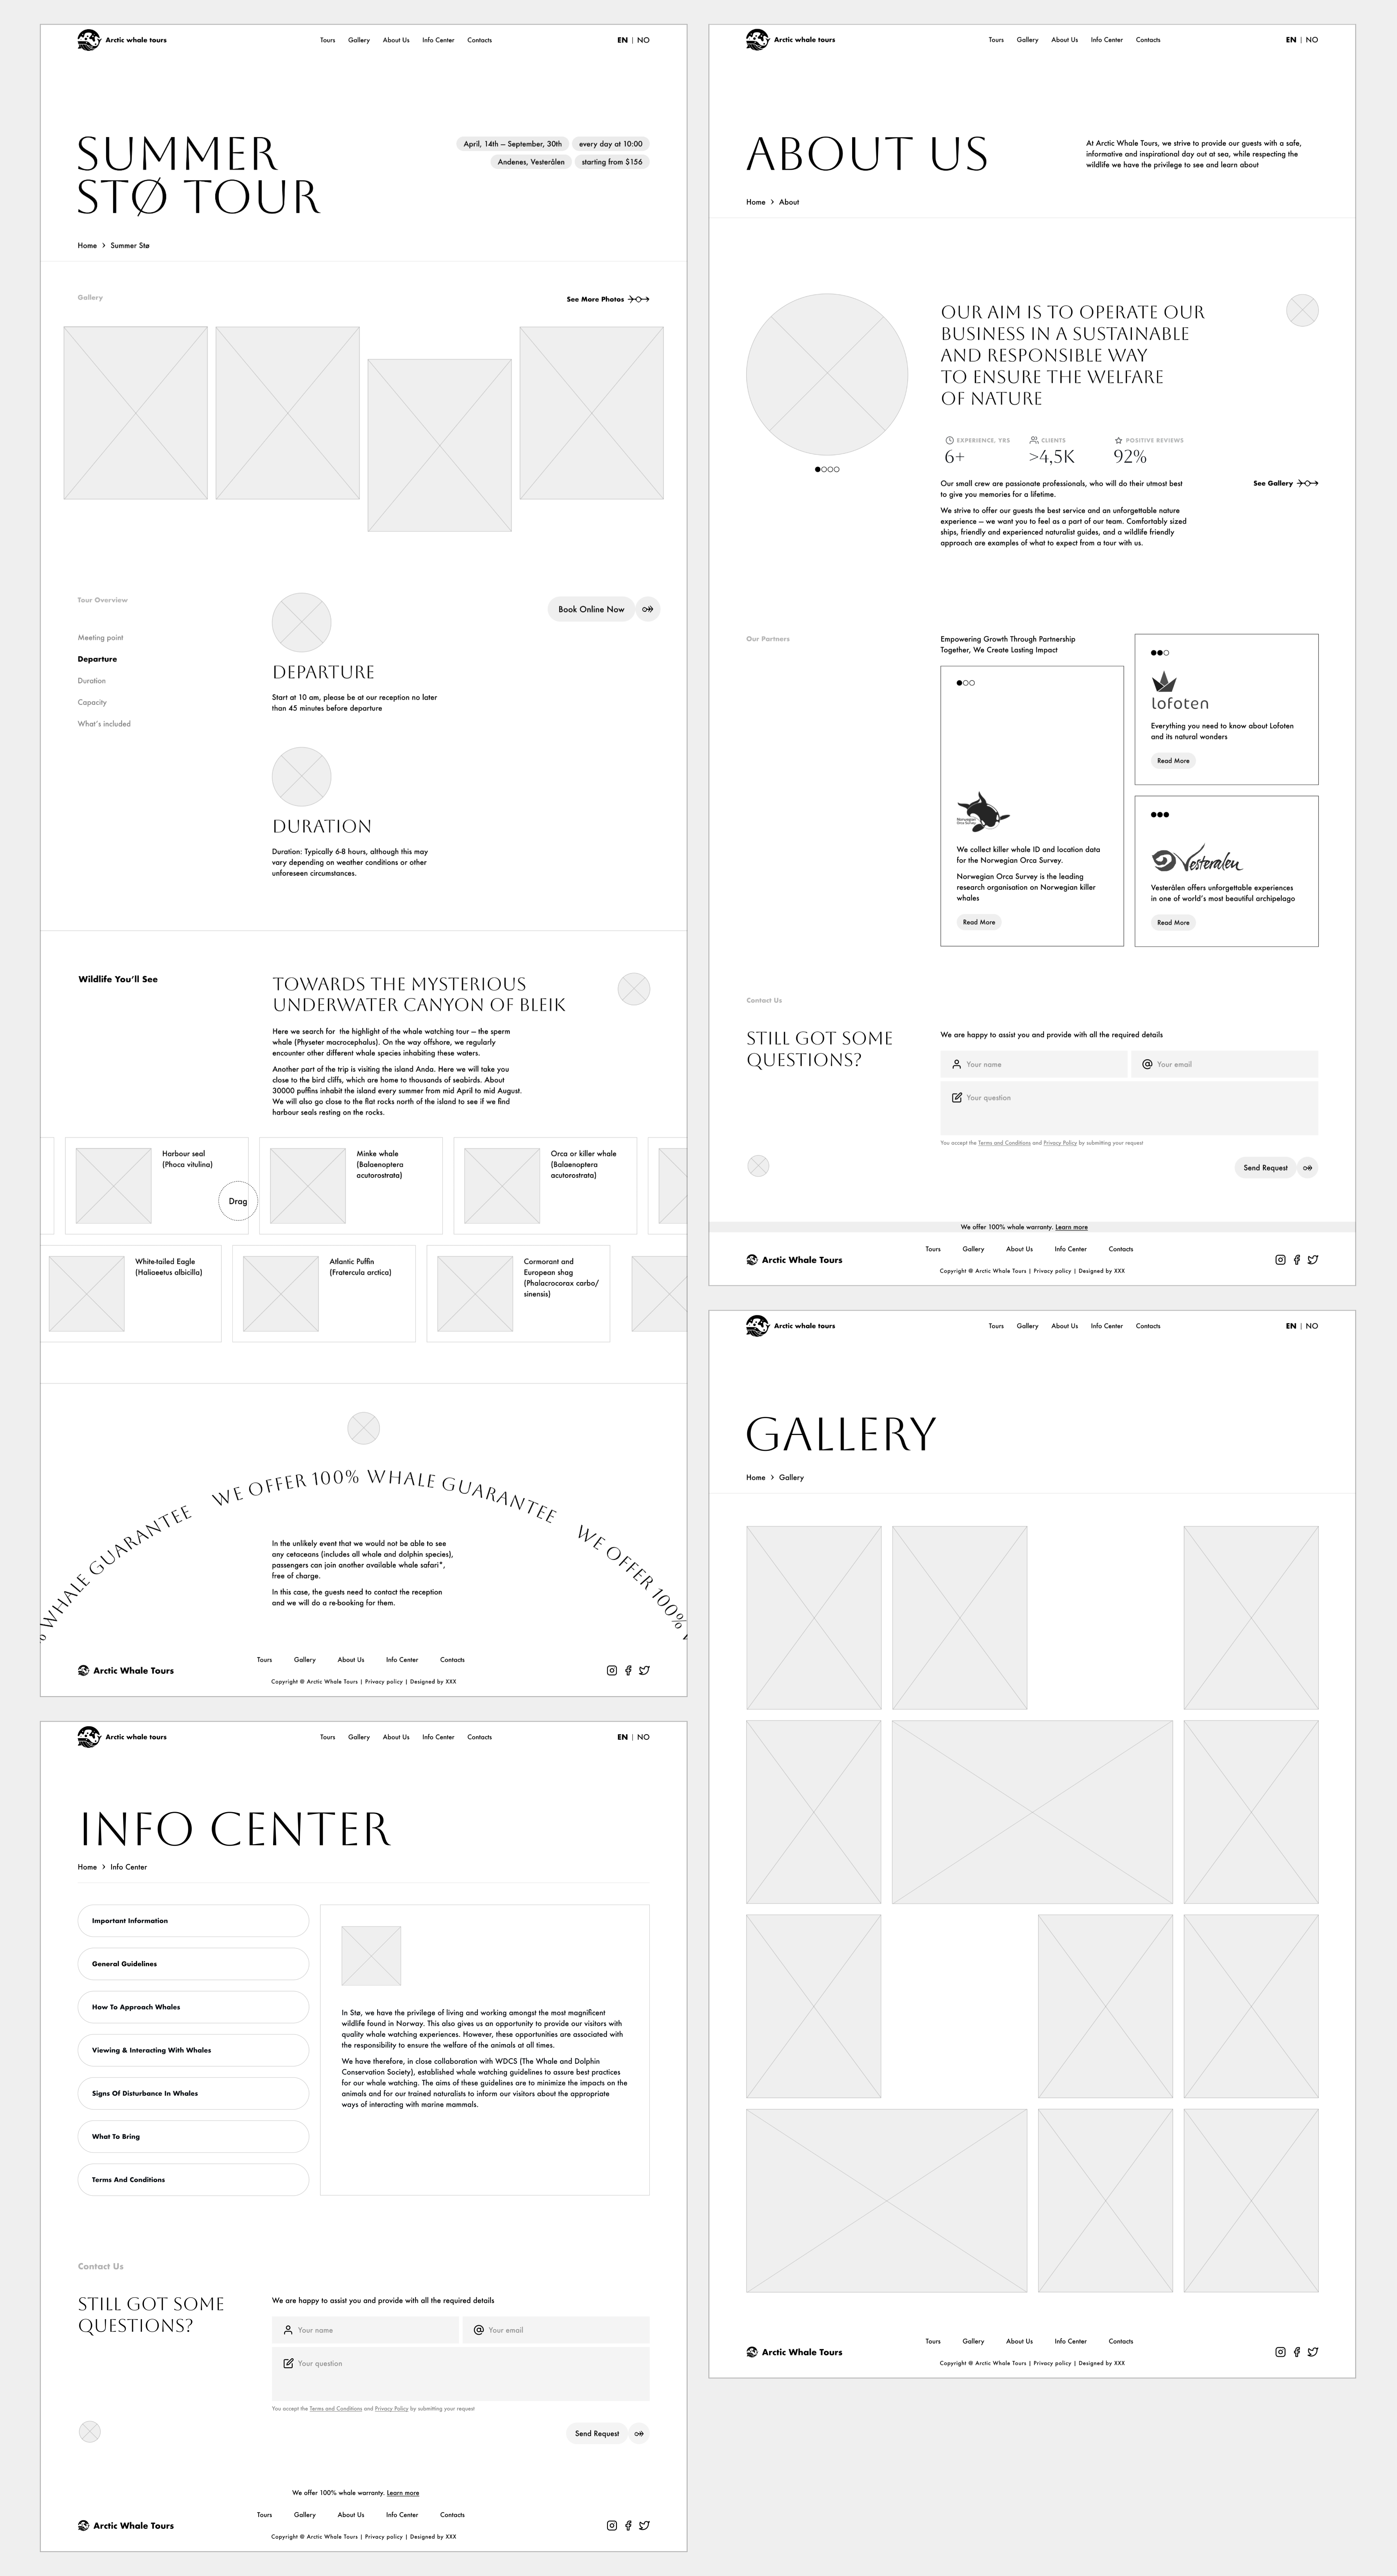 Arctic whale tours
Tours Gallery About Us Info Center Contacts
EN | NO
SUMMER
STØ TOUR
April, 14th — September, 30th every day at 10:00
Andenes, Vesterålen starting from $156
Home > Summer Stø
Gallery
See More Photos
Tour Overview
Meeting point
Departure
Duration
Capacity
What's included
Book Online Now
DEPARTURE
Start at 10 am, please be at our reception no later
than 45 minutes before departure
DURATION
Duration: Typically 6-8 hours, although this may
vary depending on weather conditions or other
unforeseen circumstances.
Wildlife You'll See
TOWARDS THE MYSTERIOUS
UNDERWATER CANYON OF BLEIK
Here we search for the highlight of the whale watching tour — the sperm
whale (Physeter macrocephalus). On the way offshore, we regularly
encounter other different whale species inhabiting these waters.
Another part of the trip is visiting the island Anda. Here we will take you
close to the bird cliffs, which are home to thousands of seabirds. About
30000 puffins inhabit the island every summer from mid April to mid August.
We will also go close to the flat rocks north of the island to see if we find
harbour seals resting on the rocks.
Harbour seal
(Phoca vitulina)
Drag
Minke whale
(Balaenoptera
acutorostrata)
Orca or killer whale
(Balaenoptera
acutorostrata)
White-tailed Eagle
(Haliaeetus albicilla)
Atlantic Puffin
(Fratercula arctica)
Cormorant and
European shag
(Phalacrocorax carbo/
sinensis)
% WHALE GUARANTEE WE OFFER 100% WHALE GUARANTEE WE OFFER 100%
In the unlikely event that we would not be able to see
any cetaceans (includes all whale and dolphin species),
passengers can join another available whale safari*,
free of charge.
In this case, the guests need to contact the reception
and we will do a re-booking for them.
Tours Gallery About Us Info Center Contacts
Arctic Whale Tours
Copyright @ Arctic Whale Tours | Privacy policy | Designed by XXX
Arctic whale tours
Tours Gallery About Us Info Center Contacts
EN | NO
INFO CENTER
Home > Info Center
Important Information
General Guidelines
How To Approach Whales
Viewing & Interacting With Whales
Signs Of Disturbance In Whales
What To Bring
Terms And Conditions
In Stø, we have the privilege of living and working amongst the most magnificent
wildlife found in Norway. This also gives us an opportunity to provide our visitors with
quality whale watching experiences. However, these opportunities are associated with
the responsibility to ensure the welfare of the animals at all times.
We have therefore, in close collaboration with WDCS (The Whale and Dolphin
Conservation Society), established whale watching guidelines to assure best practices
for our whale watching. The aims of these guidelines are to minimize the impacts on the
animals and for our trained naturalists to inform our visitors about the appropriate
ways of interacting with marine mammals.
Contact Us
STILL GOT SOME
QUESTIONS?
We are happy to assist you and provide with all the required details
Your name
Your email
Your question
You accept the Terms and Conditions and Privacy Policy by submitting your request
Send Request
We offer 100% whale warranty. Learn more
Tours Gallery About Us Info Center Contacts
Arctic Whale Tours
Copyright @ Arctic Whale Tours | Privacy policy | Designed by XXX
Arctic whale tours
Tours Gallery About Us Info Center Contacts
EN | NO
ABOUT US
At Arctic Whale Tours, we strive to provide our guests with a safe,
informative and inspirational day out at sea, while respecting the
wildlife we have the privilege to see and learn about
Home > About
OUR AIM IS TO OPERATE OUR
BUSINESS IN A SUSTAINABLE
AND RESPONSIBLE WAY
TO ENSURE THE WELFARE
OF NATURE
EXPERIENCE, YRS CLIENTS POSITIVE REVIEWS
6+ >4,5K 92%
Our small crew are passionate professionals, who will do their utmost best
to give you memories for a lifetime.
See Gallery
We strive to offer our guests the best service and an unforgettable nature
experience — we want you to feel as a part of our team. Comfortably sized
ships, friendly and experienced naturalist guides, and a wildlife friendly
approach are examples of what to expect from a tour with us.
Our Partners
Empowering Growth Through Partnership
Together, We Create Lasting Impact
Norwegian
Orca Survey
We collect killer whale ID and location data
for the Norwegian Orca Survey.
Norwegian Orca Survey is the leading
research organisation on Norwegian killer
whales
Read More
lofoten
Everything you need to know about Lofoten
and its natural wonders
Read More
Vesterålen
Vesterålen offers unforgettable experiences
in one of world's most beautiful archipelago
Read More
Contact Us
STILL GOT SOME
QUESTIONS?
We are happy to assist you and provide with all the required details
Your name
Your email
Your question
You accept the Terms and Conditions and Privacy Policy by submitting your request
Send Request
We offer 100% whale warranty. Learn more
Tours Gallery About Us Info Center Contacts
Arctic Whale Tours
Copyright @ Arctic Whale Tours | Privacy policy | Designed by XXX
Arctic whale tours
Tours Gallery About Us Info Center Contacts
EN | NO
GALLERY
Home > Gallery
Tours Gallery About Us Info Center Contacts
Arctic Whale Tours
Copyright @ Arctic Whale Tours | Privacy policy | Designed by XXX